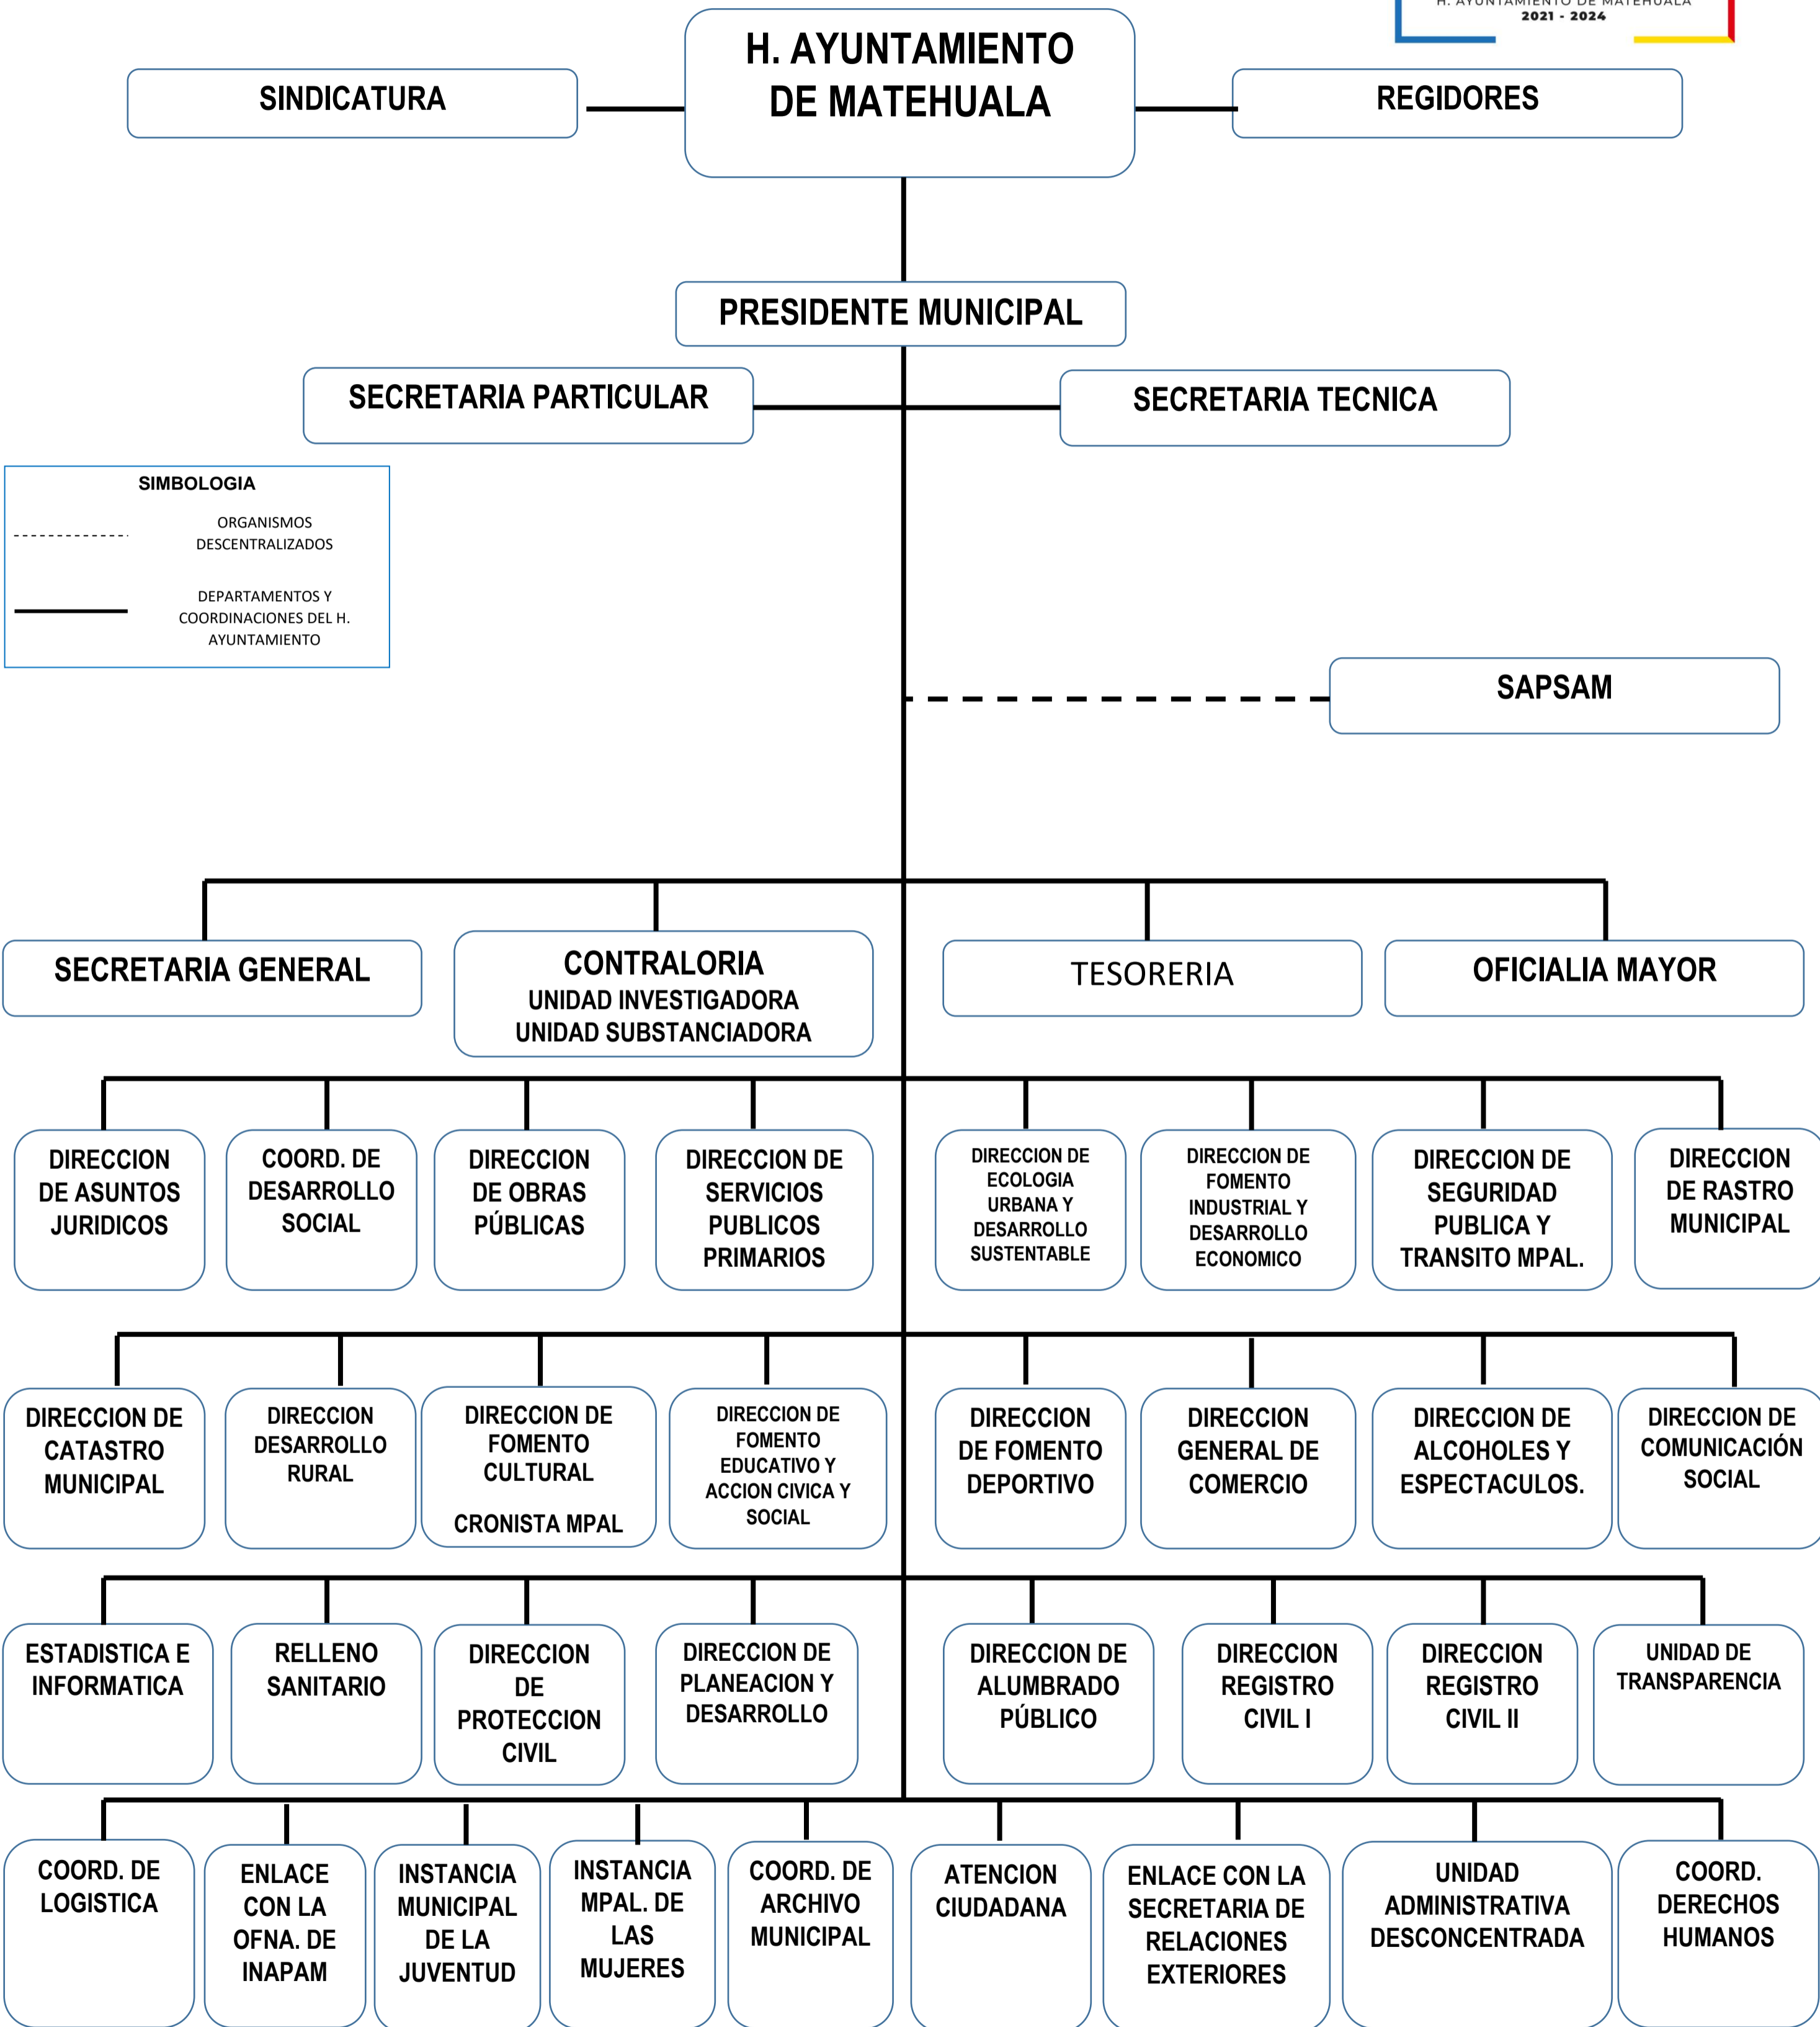 H. AYUNTAMIENTO DE MATEHUALA
2021 - 2024
H. AYUNTAMIENTO
DE MATEHUALA
SINDICATURA
REGIDORES
PRESIDENTE MUNICIPAL
SECRETARIA PARTICULAR
SECRETARIA TECNICA
SIMBOLOGIA
ORGANISMOS
DESCENTRALIZADOS
DEPARTAMENTOS Y
COORDINACIONES DEL H.
AYUNTAMIENTO
SAPSAM
SECRETARIA GENERAL
CONTRALORIA
UNIDAD INVESTIGADORA
UNIDAD SUBSTANCIADORA
TESORERIA
OFICIALIA MAYOR
DIRECCION
DE ASUNTOS
JURIDICOS
COORD. DE
DESARROLLO
SOCIAL
DIRECCION
DE OBRAS
PÚBLICAS
DIRECCION DE
SERVICIOS
PUBLICOS
PRIMARIOS
DIRECCION DE
ECOLOGIA
URBANA Y
DESARROLLO
SUSTENTABLE
DIRECCION DE
FOMENTO
INDUSTRIAL Y
DESARROLLO
ECONOMICO
DIRECCION DE
SEGURIDAD
PUBLICA Y
TRANSITO MPAL.
DIRECCION
DE RASTRO
MUNICIPAL
DIRECCION DE
CATASTRO
MUNICIPAL
DIRECCION
DESARROLLO
RURAL
DIRECCION DE
FOMENTO
CULTURAL
CRONISTA MPAL
DIRECCION DE
FOMENTO
EDUCATIVO Y
ACCION CIVICA Y
SOCIAL
DIRECCION
DE FOMENTO
DEPORTIVO
DIRECCION
GENERAL DE
COMERCIO
DIRECCION DE
ALCOHOLES Y
ESPECTACULOS.
DIRECCION DE
COMUNICACIÓN
SOCIAL
ESTADISTICA E
INFORMATICA
RELLENO
SANITARIO
DIRECCION
DE
PROTECCION
CIVIL
DIRECCION DE
PLANEACION Y
DESARROLLO
DIRECCION DE
ALUMBRADO
PÚBLICO
DIRECCION
REGISTRO
CIVIL I
DIRECCION
REGISTRO
CIVIL II
UNIDAD DE
TRANSPARENCIA
COORD. DE
LOGISTICA
ENLACE
CON LA
OFNA. DE
INAPAM
INSTANCIA
MUNICIPAL
DE LA
JUVENTUD
INSTANCIA
MPAL. DE
LAS
MUJERES
COORD. DE
ARCHIVO
MUNICIPAL
ATENCION
CIUDADANA
ENLACE CON LA
SECRETARIA DE
RELACIONES
EXTERIORES
UNIDAD
ADMINISTRATIVA
DESCONCENTRADA
COORD.
DERECHOS
HUMANOS